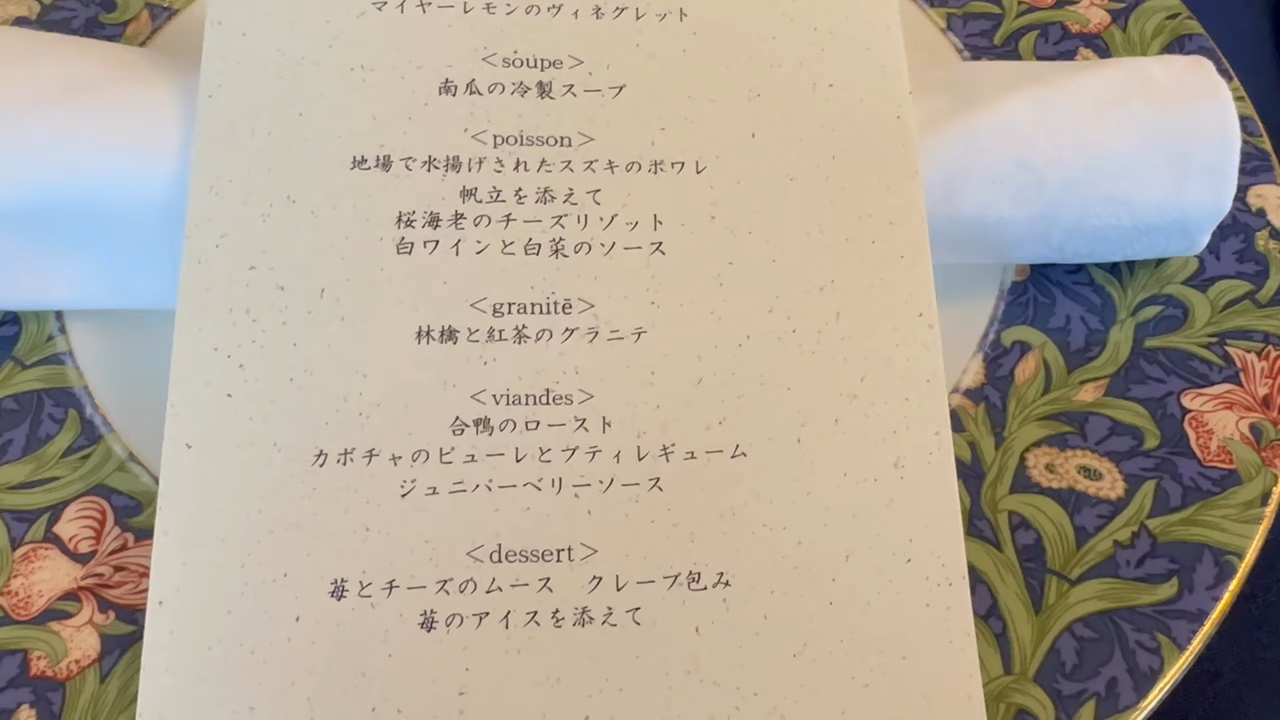 マイヤーレモンのヴィネグレット
＜soupe＞
南瓜の冷製スープ
＜poisson＞
地場で水揚げされたスズキのポワレ
帆立を添えて
桜海老のチーズリゾット
白ワインと白菜のソース
＜granitē＞
林檎と紅茶のグラニテ
＜viandes＞
合鴨のロースト
カボチャのピューレとプティレギューム
ジュニパーベリーソース
＜dessert＞
苺とチーズのムース　クレープ包み
苺のアイスを添えて